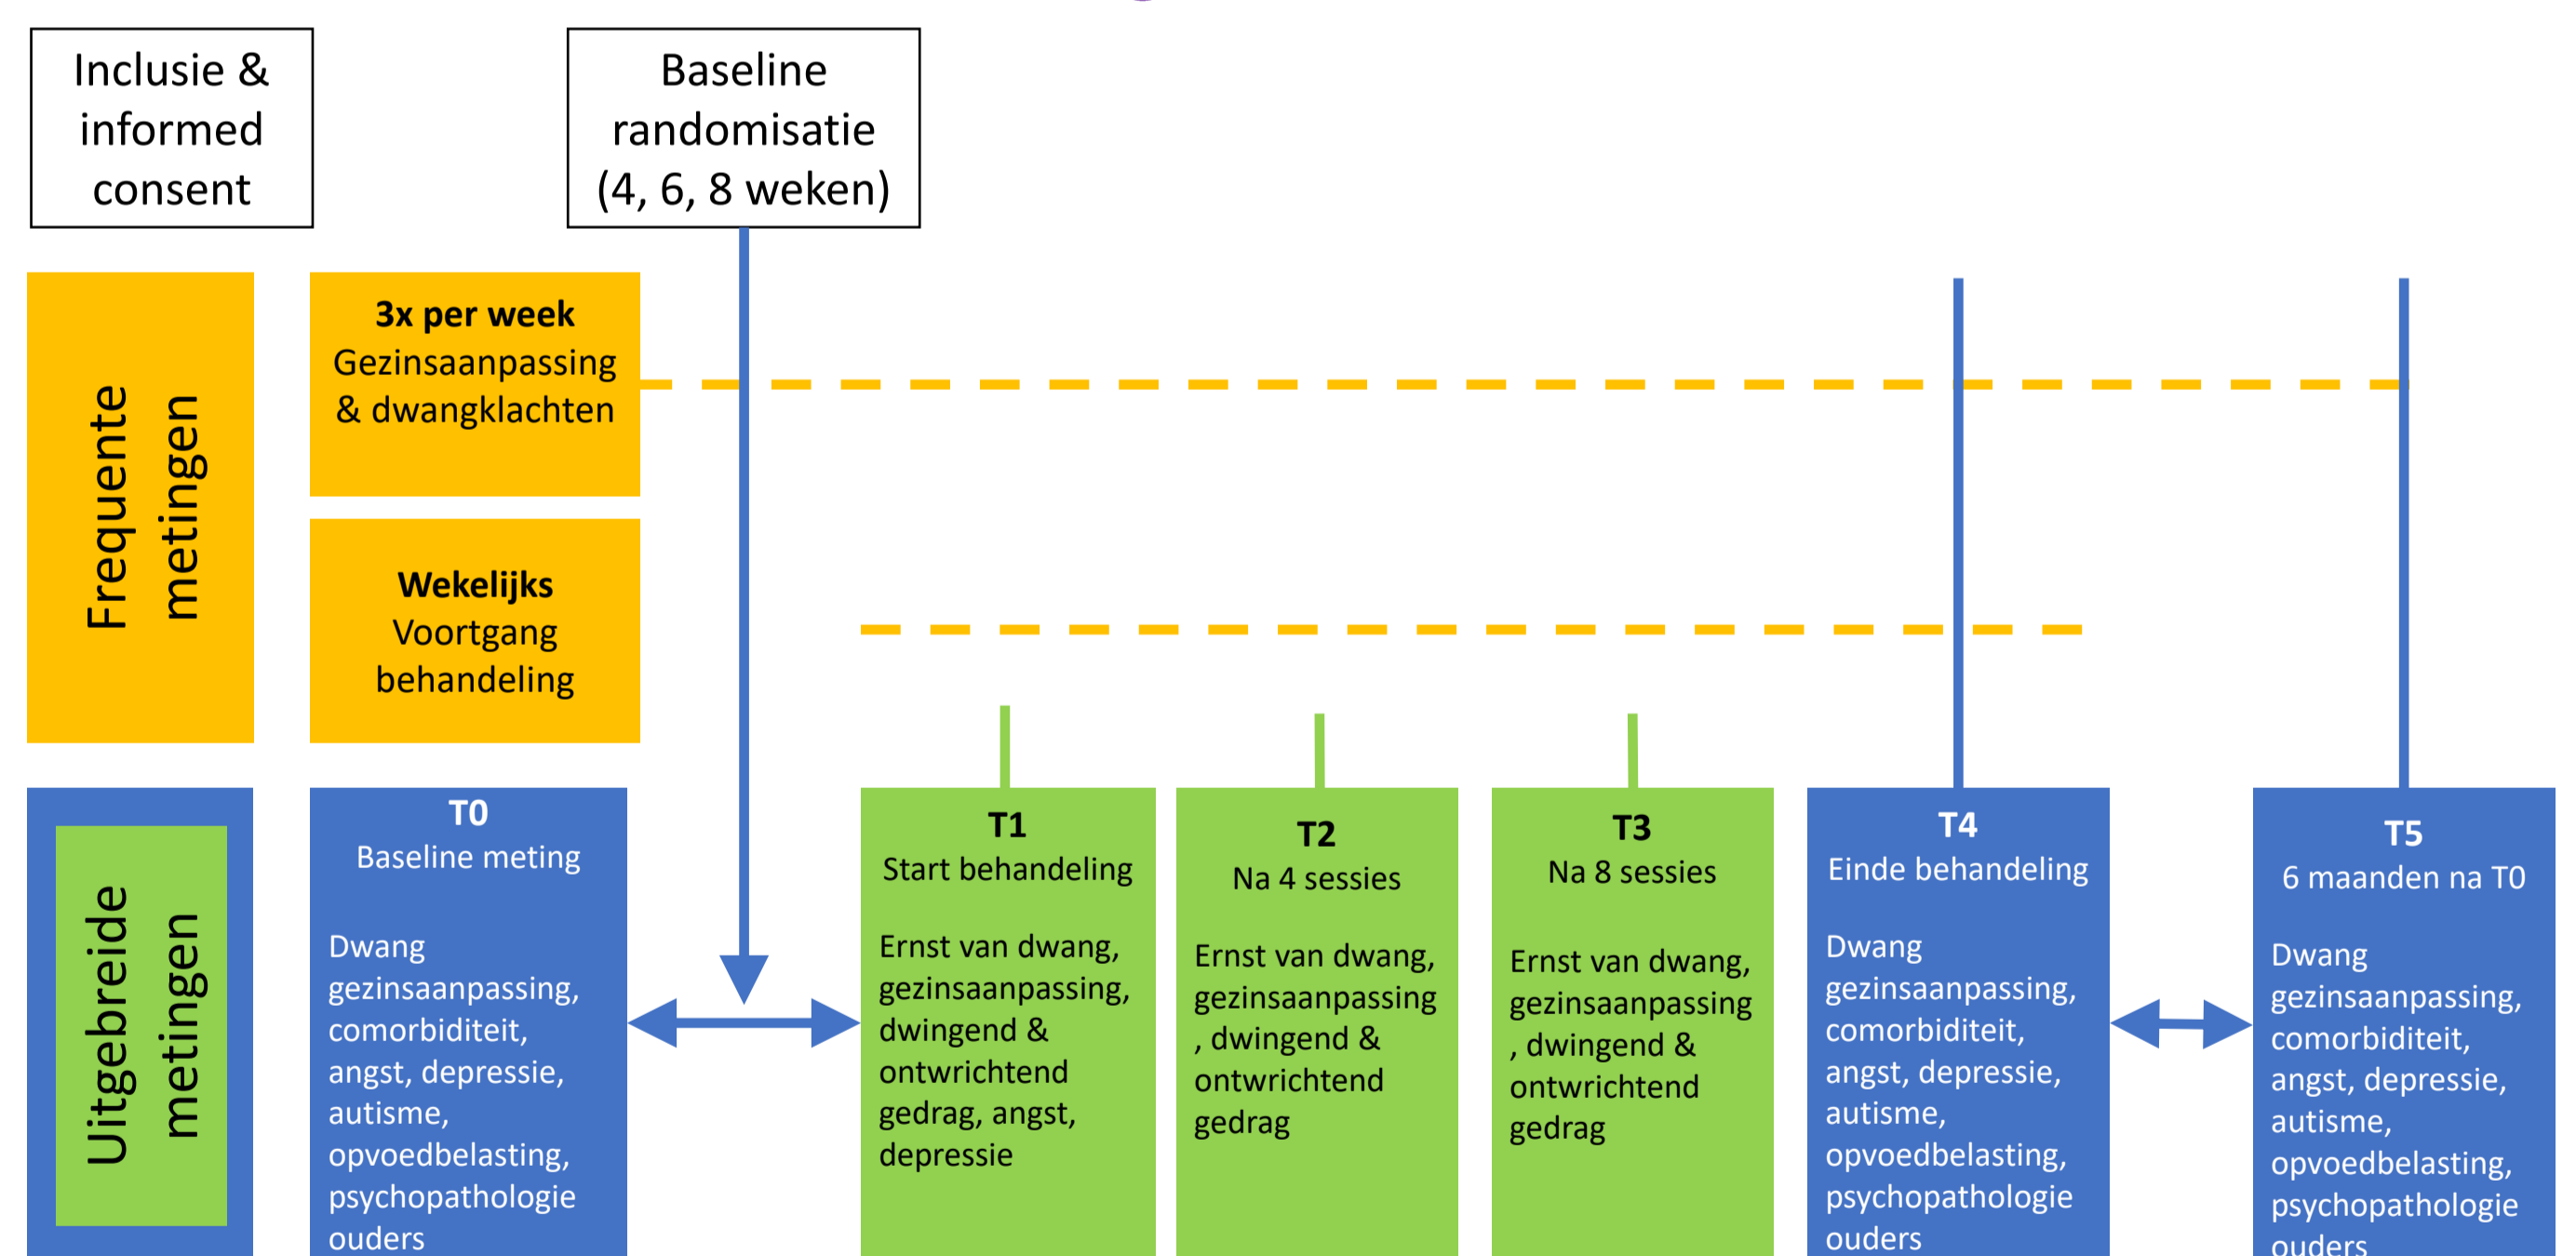 Inclusie &
informed
consent
Baseline
randomisatie
(4, 6, 8 weken)
Frequente
metingen
3x per week
Gezinsaanpassing
& dwangklachten
Wekelijks
Voortgang
behandeling
Uitgebreide
metingen
T0
Baseline meting
Dwang
gezinsaanpassing,
comorbiditeit,
angst, depressie,
autisme,
opvoedbelasting,
psychopathologie
ouders
T1
Start behandeling
Ernst van dwang,
gezinsaanpassing,
dwingend &
ontwrichtend
gedrag, angst,
depressie
T2
Na 4 sessies
Ernst van dwang,
gezinsaanpassing
, dwingend &
ontwrichtend
gedrag
T3
Na 8 sessies
Ernst van dwang,
gezinsaanpassing
, dwingend &
ontwrichtend
gedrag
T4
Einde behandeling
Dwang
gezinsaanpassing,
comorbiditeit,
angst, depressie,
autisme,
opvoedbelasting,
psychopathologie
ouders
T5
6 maanden na T0
Dwang
gezinsaanpassing,
comorbiditeit,
angst, depressie,
autisme,
opvoedbelasting,
psychopathologie
ouders